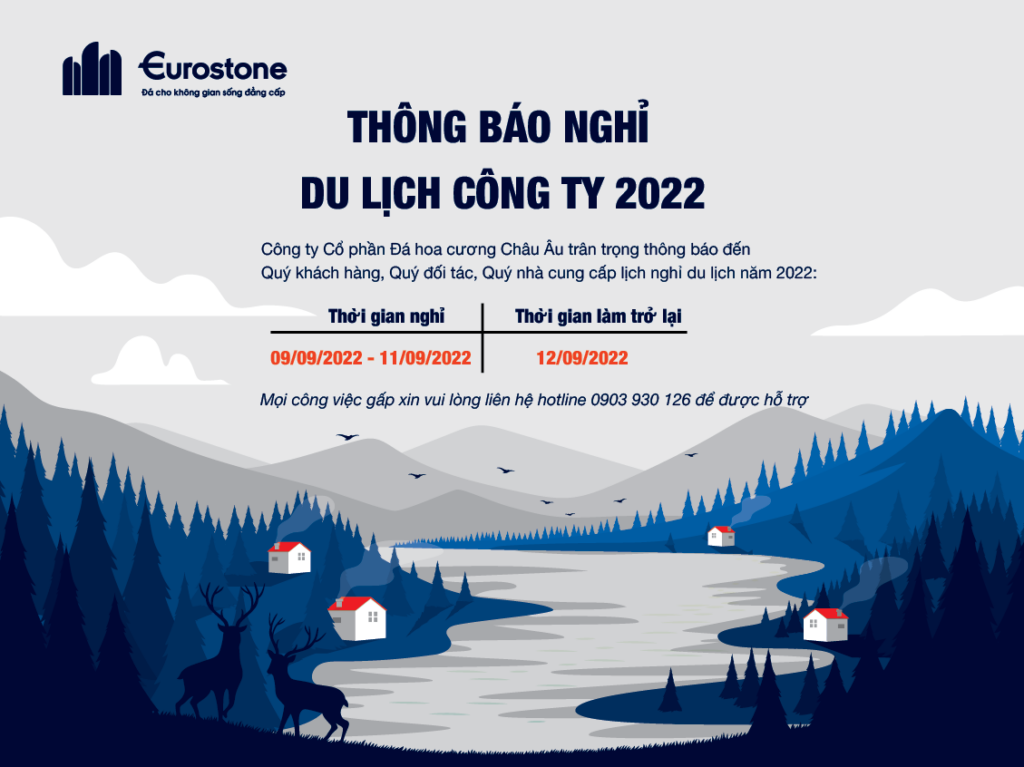 Eurostone
Đá cho không gian sống đẳng cấp
THÔNG BÁO NGHỈ
DU LỊCH CÔNG TY 2022
Công ty Cổ phần Đá hoa cương Châu Âu trân trọng thông báo đến
Quý khách hàng, Quý đối tác, Quý nhà cung cấp lịch nghỉ du lịch năm 2022:
Thời gian nghỉ
Thời gian làm trở lại
09/09/2022 - 11/09/2022
12/09/2022
Mọi công việc gấp xin vui lòng liên hệ hotline 0903 930 126 để được hỗ trợ